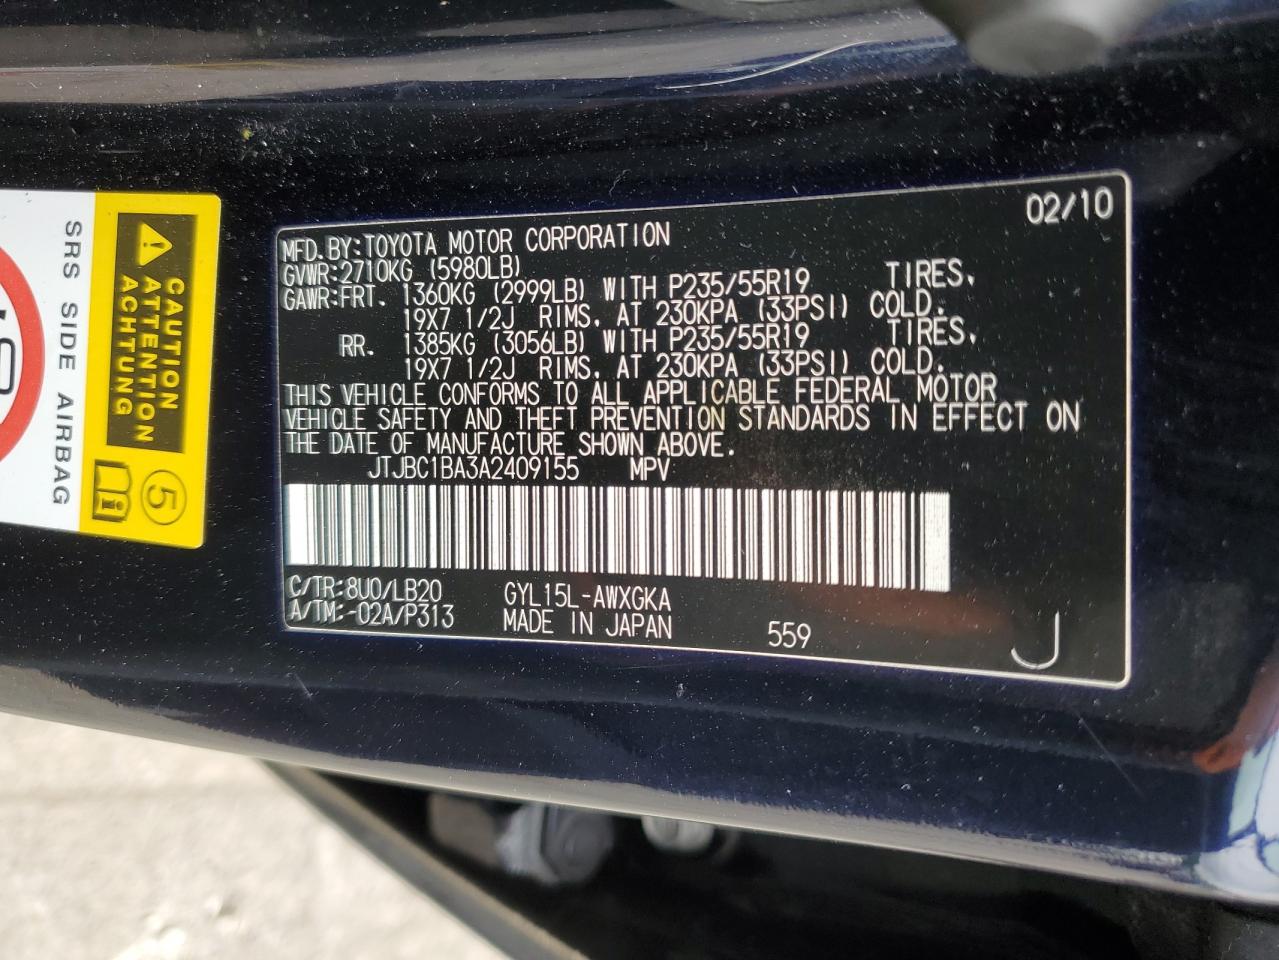 02/10
MFD.BY:TOYOTA MOTOR CORPORATION
GVWR:2710KG (5980LB)
GAWR:FRT. 1360KG (2999LB) WITH P235/55R19 TIRES,
19X7 1/2J RIMS, AT 230KPA (33PSI) COLD.
RR. 1385KG (3056LB) WITH P235/55R19 TIRES,
19X7 1/2J RIMS, AT 230KPA (33PSI) COLD.
THIS VEHICLE CONFORMS TO ALL APPLICABLE FEDERAL MOTOR
VEHICLE SAFETY AND THEFT PREVENTION STANDARDS IN EFFECT ON
THE DATE OF MANUFACTURE SHOWN ABOVE.
JTJBC1BA3A2409155 MPV
C/TR:8U0/LB20 GYL15L-AWXGKA
A/TM:-02A/P313 MADE IN JAPAN 559
J
CAUTION
ATTENTION
ACHTUNG
5
SRS SIDE AIRBAG